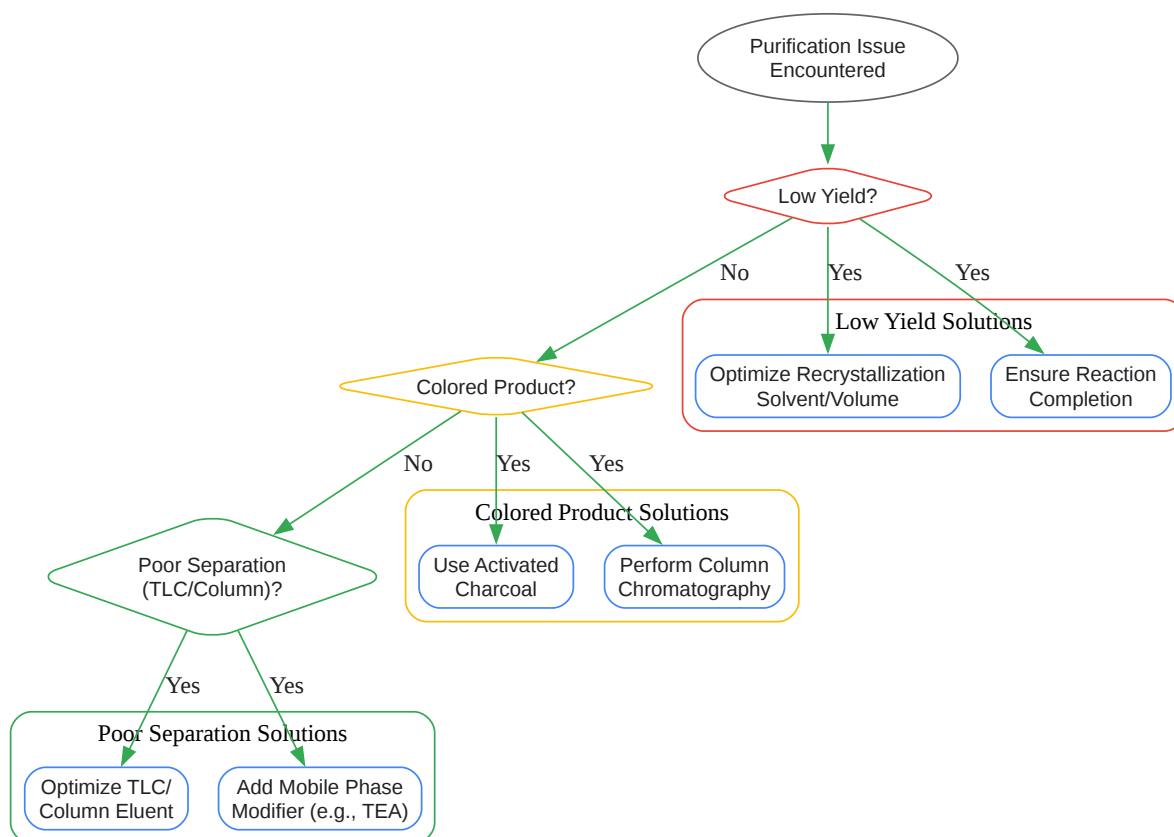 Purification Issue
Encountered
Low Yield?
No
Yes
Yes
Low Yield Solutions
Optimize Recrystallization
Solvent/Volume
Ensure Reaction
Completion
Colored Product?
No
Yes
Yes
Colored Product Solutions
Use Activated
Charcoal
Perform Column
Chromatography
Poor Separation
(TLC/Column)?
Yes
Yes
Poor Separation Solutions
Optimize TLC/
Column Eluent
Add Mobile Phase
Modifier (e.g., TEA)